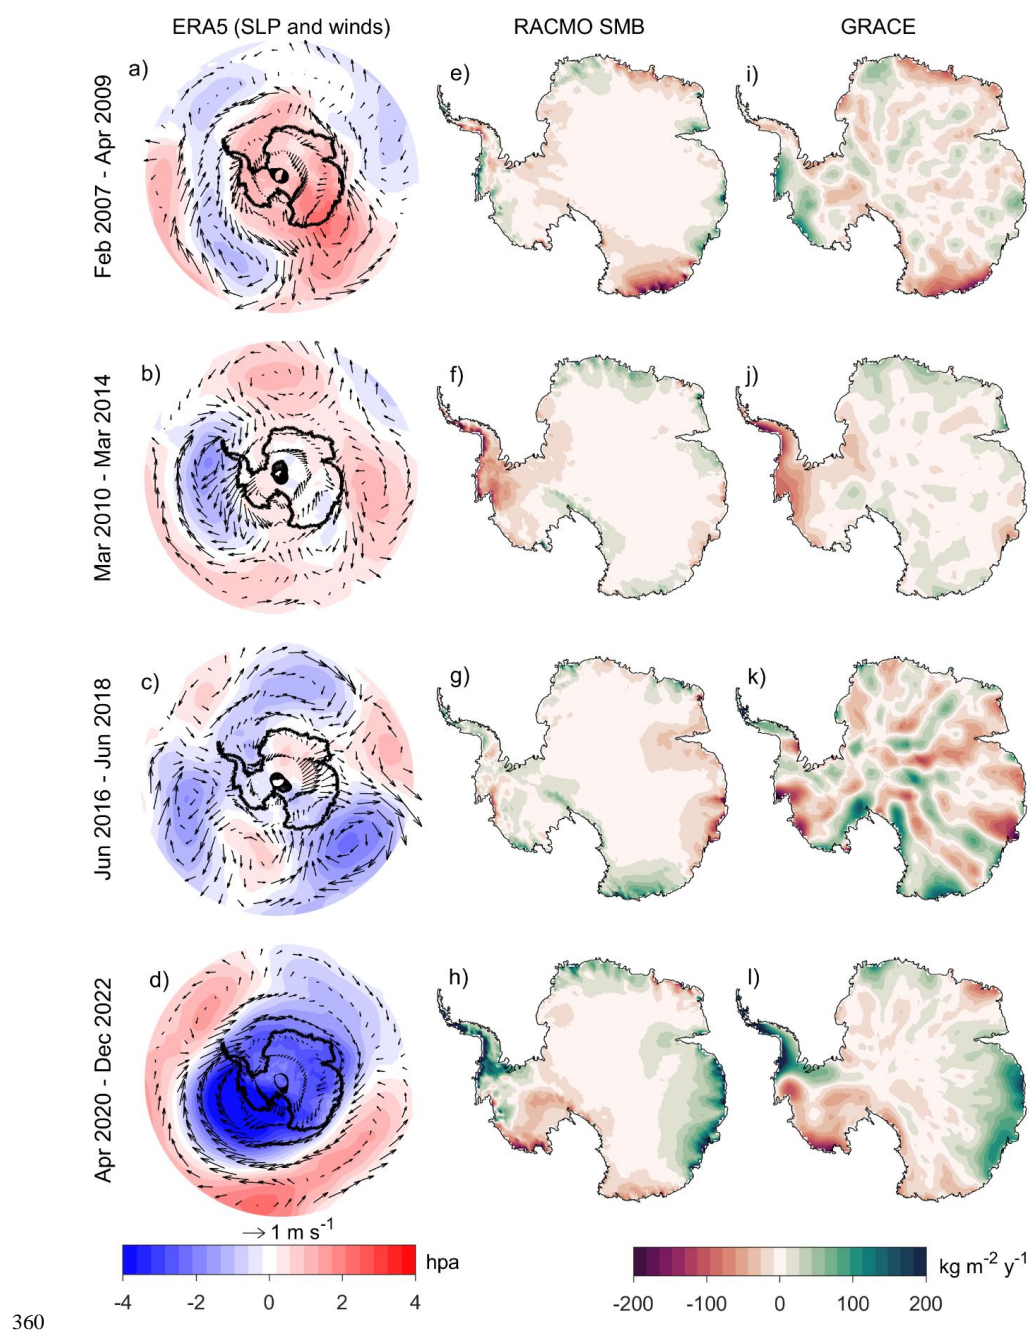 ERA5 (SLP and winds) RACMO SMB GRACE
Feb 2007 - Apr 2009
a) e) i)
Mar 2010 - Mar 2014
b) f) j)
Jun 2016 - Jun 2018
c) g) k)
Apr 2020 - Dec 2022
d) h) l)
1 m s-1
hpa
-4 -2 0 2 4
kg m-2 y-1
-200 -100 0 100 200
360